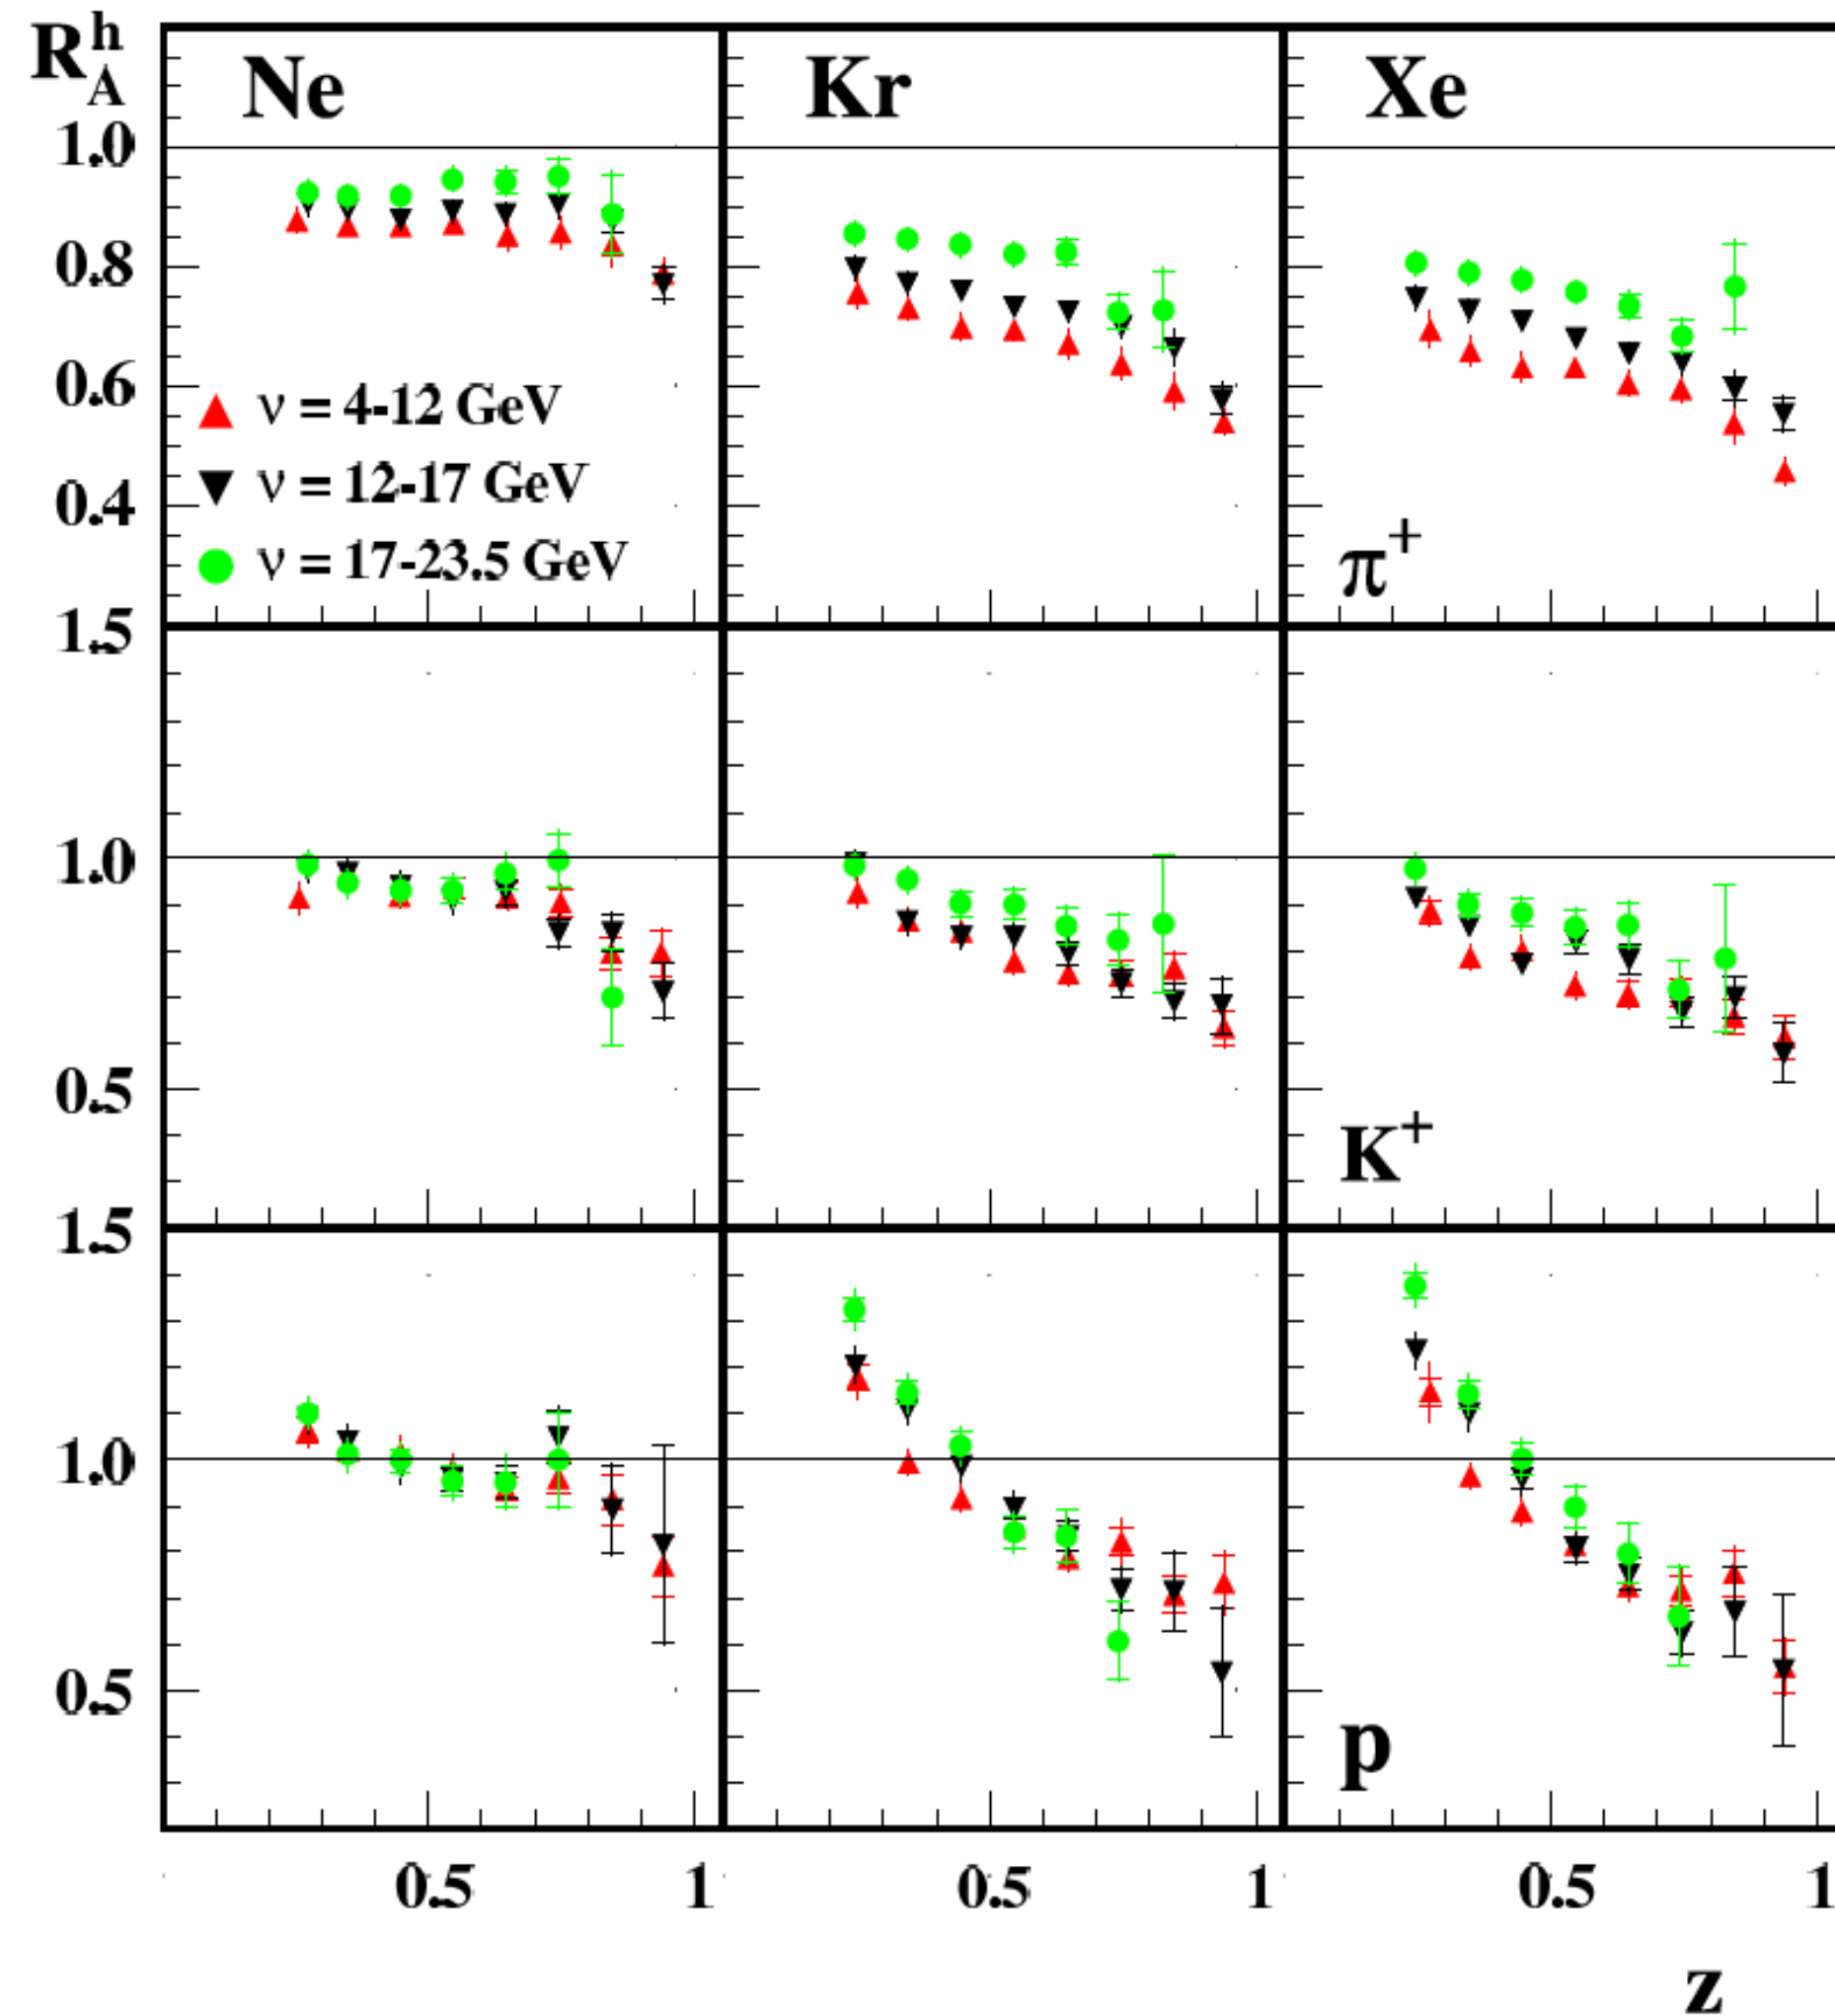 R_A^h
Ne Kr Xe
1.0
0.8
0.6
0.4
ν = 4-12 GeV
ν = 12-17 GeV
ν = 17-23.5 GeV
π⁺
1.5
1.0
0.5
K⁺
1.5
1.0
0.5
p
0.5 1 0.5 1 0.5 1
z